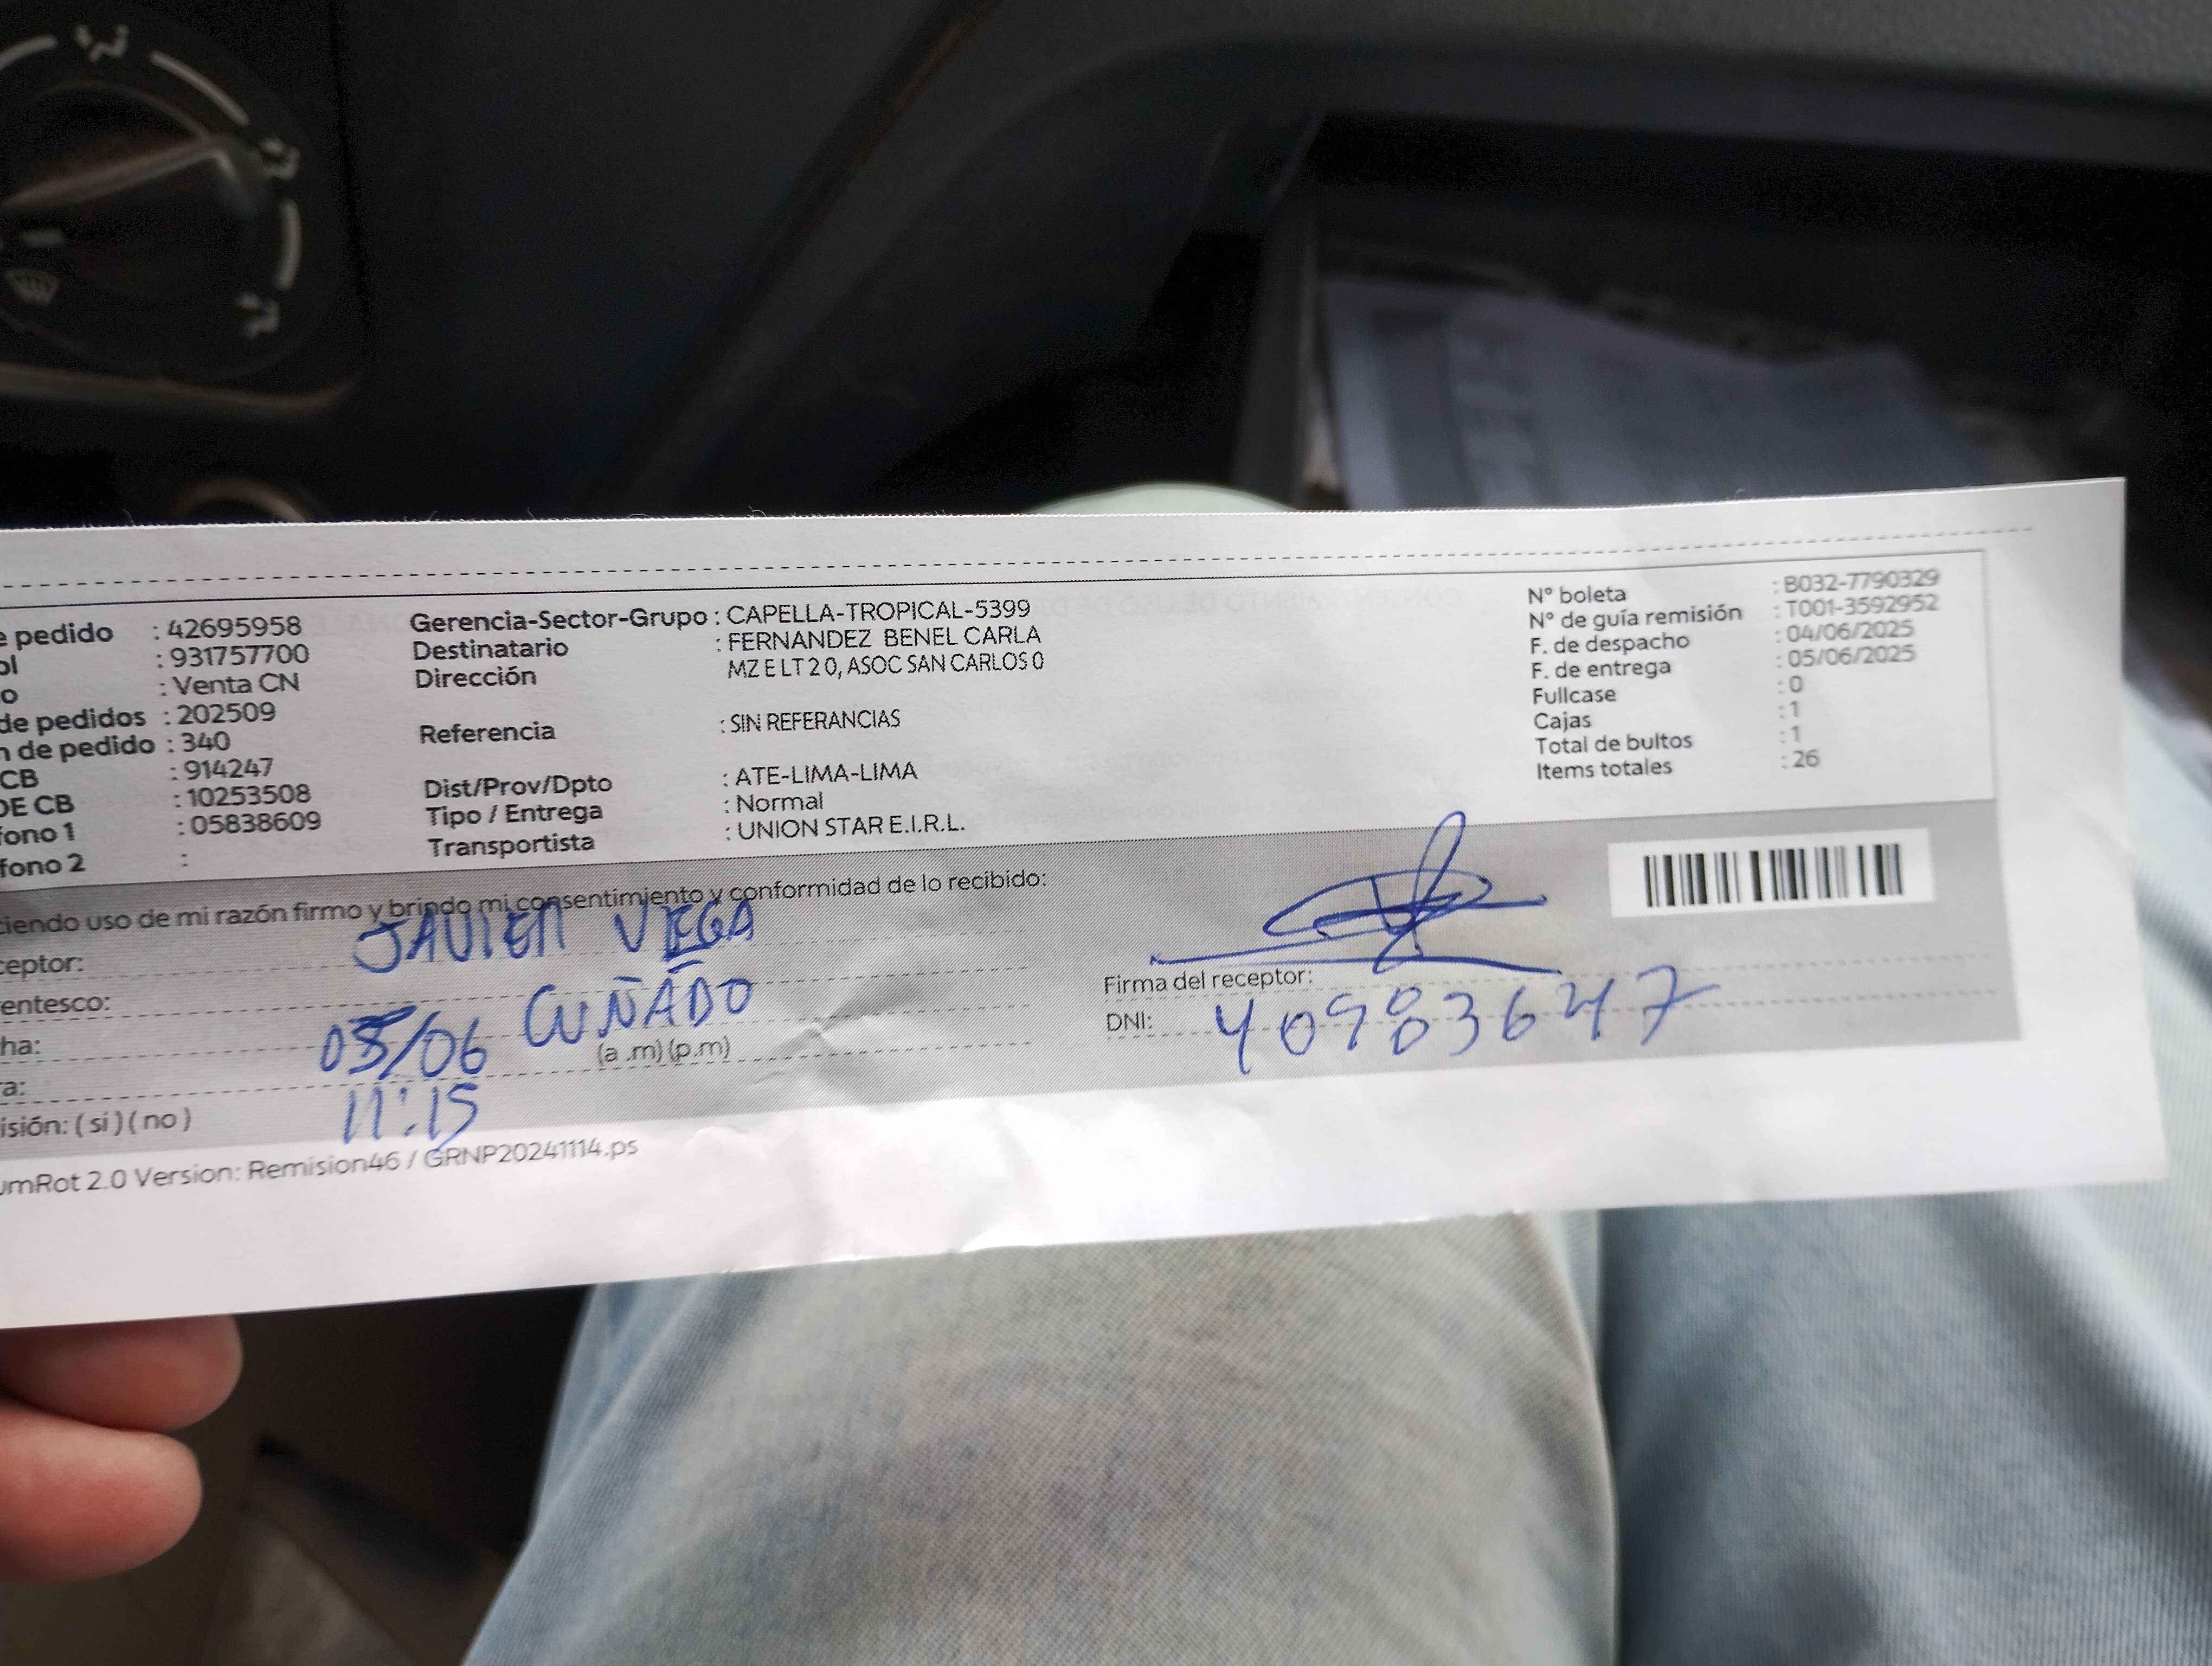 e pedido : 42695958
ol : 931757700
o : Venta CN
de pedidos : 202509
n de pedido : 340
CB : 914247
DE CB : 10253508
fono 1 : 05838609
fono 2 :
Gerencia-Sector-Grupo : CAPELLA-TROPICAL-5399
Destinatario : FERNANDEZ BENEL CARLA
Dirección MZ E LT 2 0, ASOC SAN CARLOS 0
Referencia : SIN REFERANCIAS
Dist/Prov/Dpto : ATE-LIMA-LIMA
Tipo / Entrega : Normal
Transportista : UNION STAR E.I.R.L.
N° boleta : B032-7790329
N° de guía remisión : T001-3592952
F. de despacho : 04/06/2025
F. de entrega : 05/06/2025
Fullcase : 0
Cajas : 1
Total de bultos : 1
Items totales : 26
ciendo uso de mi razón firmo y brindo mi consentimiento y conformidad de lo recibido:
ceptor: JAVIER VEGA
entesco: CUÑADO
ha: 05/06
a: 11:15 (a .m) (p.m)
isión: ( si ) ( no )
Firma del receptor:
DNI: 40983647
umRot 2.0 Version: Remision46 / GRNP20241114.ps